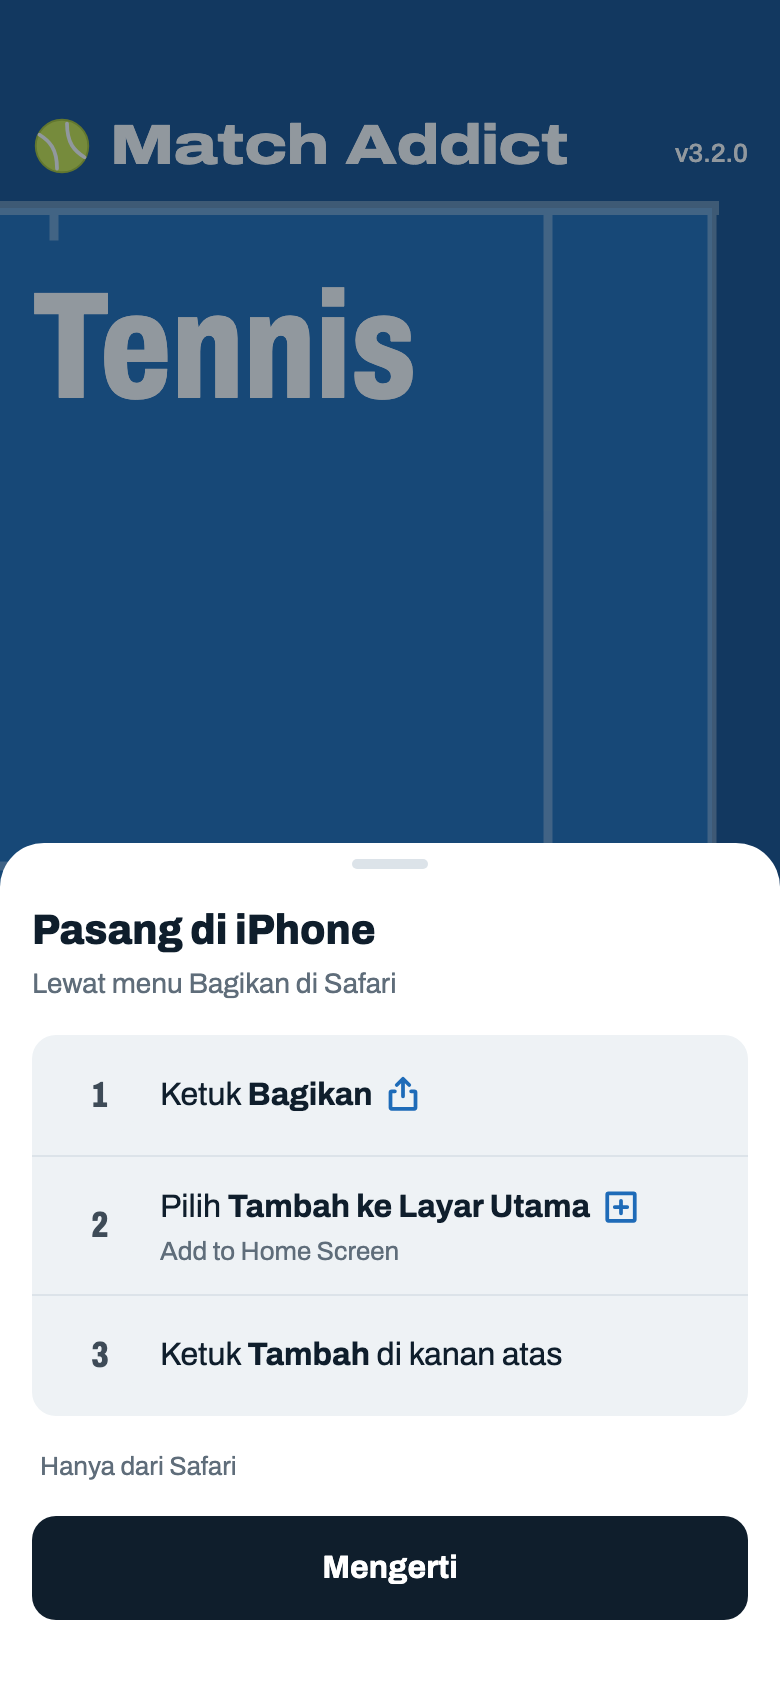 Match Addict
v3.2.0
Tennis
Pasang di iPhone
Lewat menu Bagikan di Safari
1
Ketuk Bagikan
2
Pilih Tambah ke Layar Utama
Add to Home Screen
3
Ketuk Tambah di kanan atas
Hanya dari Safari
Mengerti